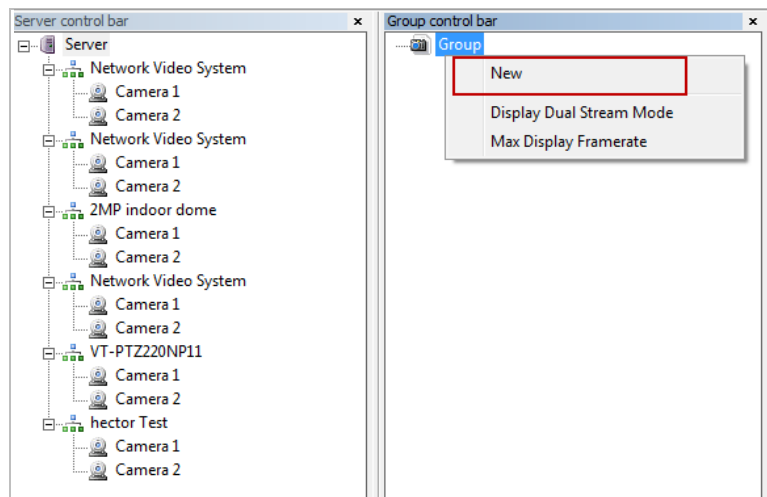 Server control bar
Server
Network Video System
Camera 1
Camera 2
Network Video System
Camera 1
Camera 2
2MP indoor dome
Camera 1
Camera 2
Network Video System
Camera 1
Camera 2
VT-PTZ220NP11
Camera 1
Camera 2
hector Test
Camera 1
Camera 2
Group control bar
Group
New
Display Dual Stream Mode
Max Display Framerate